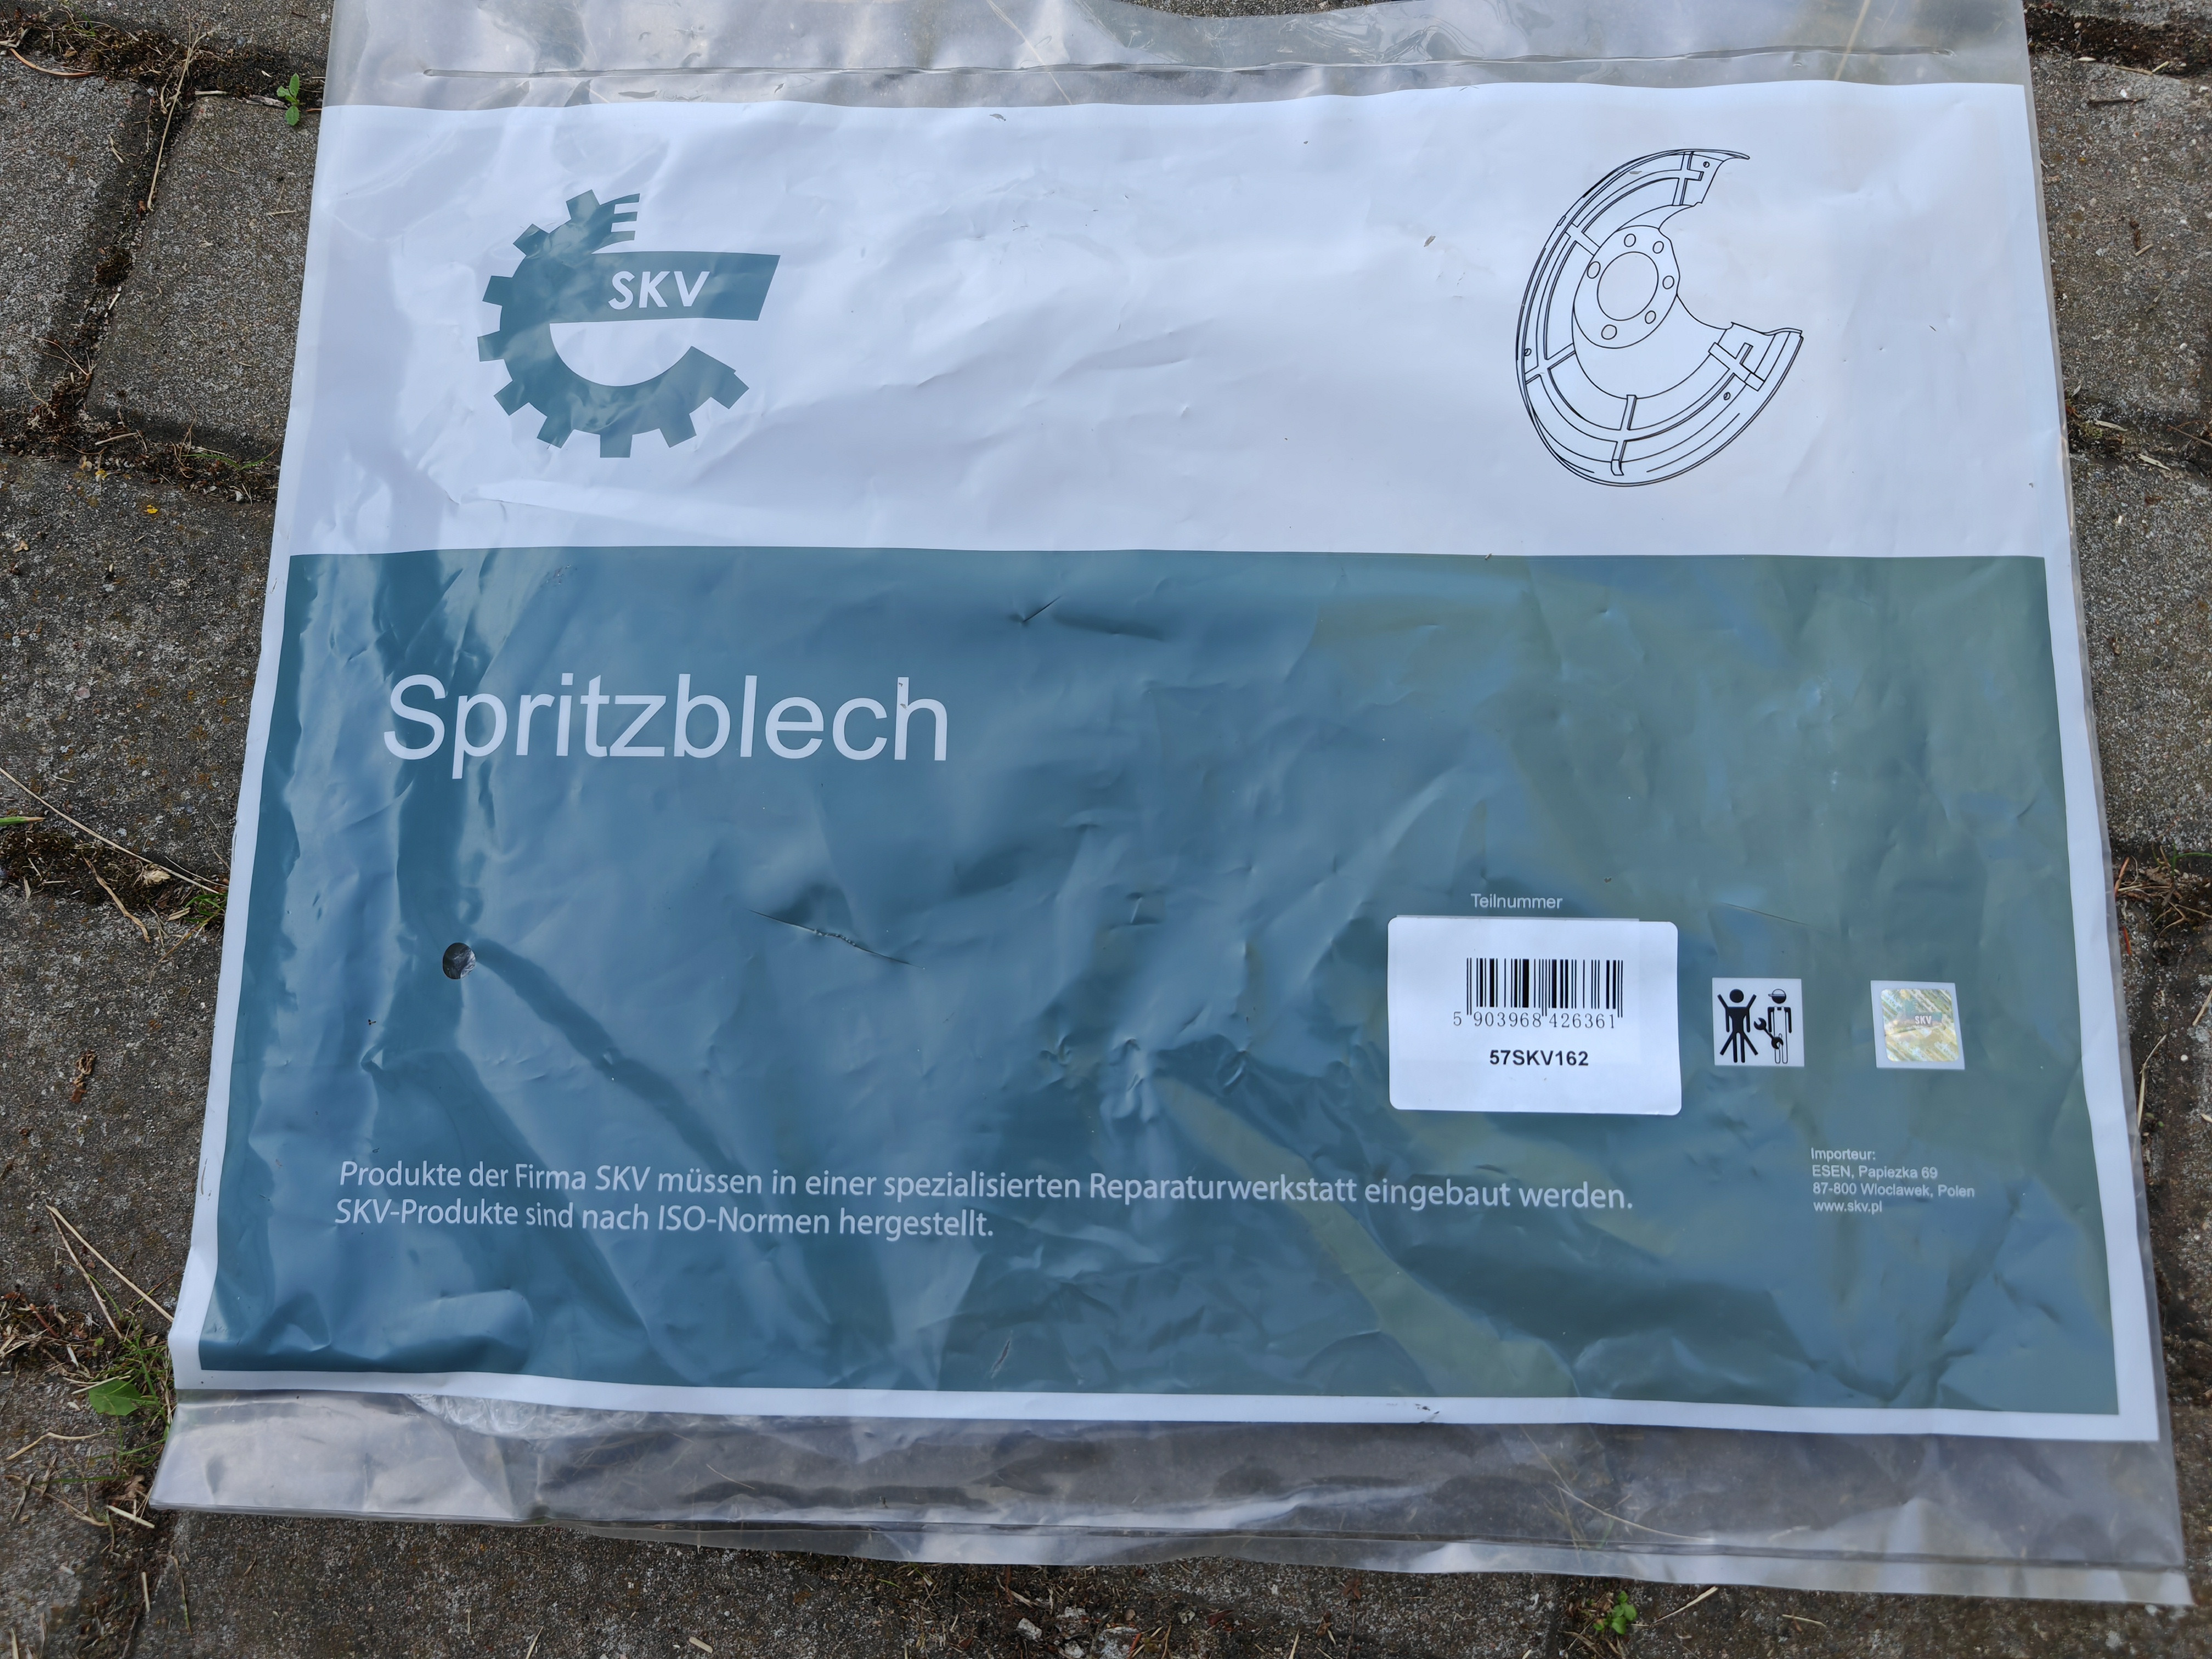 SKV
Spritzblech
Teilnummer
5 903968 426361
57SKV162
SKV
Importeur:
ESEN, Papiezka 69
87-800 Wloclawek, Polen
www.skv.pl
Produkte der Firma SKV müssen in einer spezialisierten Reparaturwerkstatt eingebaut werden.
SKV-Produkte sind nach ISO-Normen hergestellt.